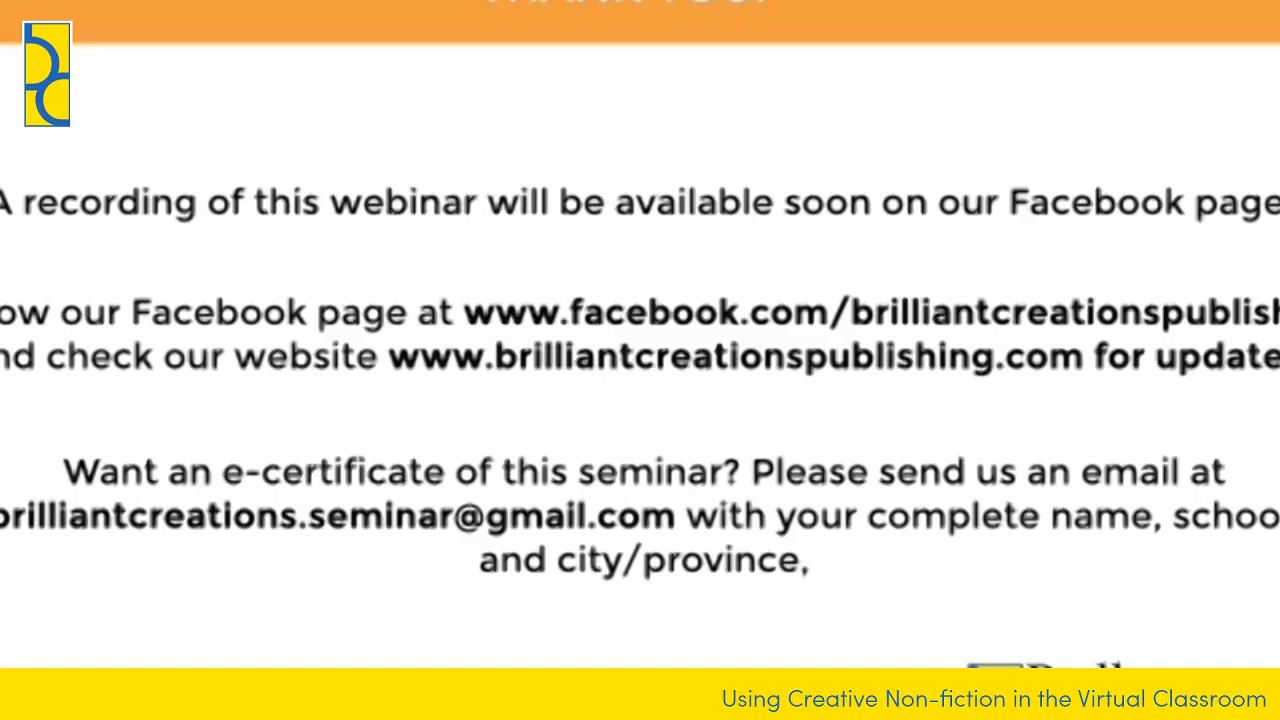 A recording of this webinar will be available soon on our Facebook page
ow our Facebook page at www.facebook.com/brilliantcreationspublish
nd check our website www.brilliantcreationspublishing.com for update
Want an e-certificate of this seminar? Please send us an email at
brilliantcreations.seminar@gmail.com with your complete name, schoo
and city/province,
Using Creative Non-fiction in the Virtual Classroom